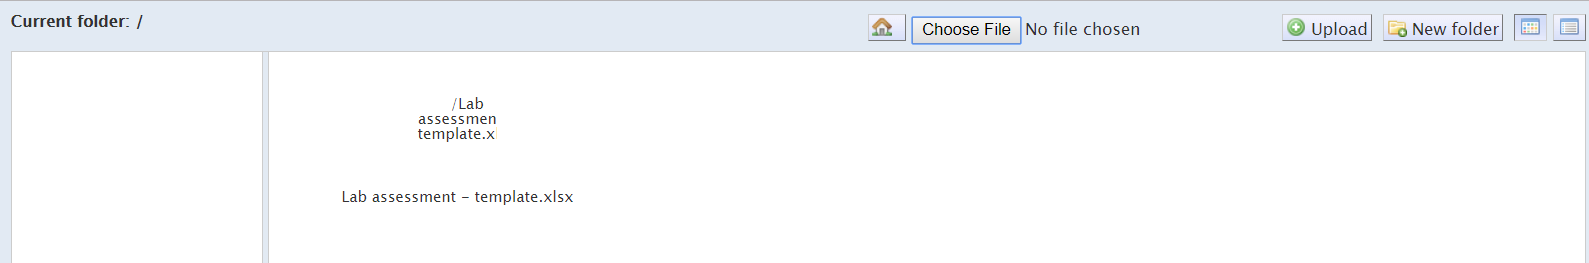 Current folder: /
Choose File No file chosen
Upload
New folder
/Lab
assessmen
template.x
Lab assessment – template.xlsx